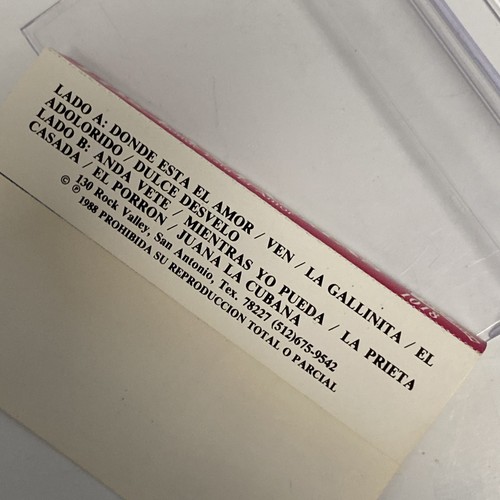 LADO A: DONDE ESTA EL AMOR / VEN / LA GALLINITA / EL
ADOLORIDO / DULCE DESVELO
LADO B: ANDA VETE / MIENTRAS YO PUEDA / LA PRIETA
CASADA / EL PORRON / JUANA LA CUBANA
© ℗ 130 Rock Valley, San Antonio, Tex. 78227 (512)675-9542
1988 PROHIBIDA SU REPRODUCCION TOTAL O PARCIAL
1018